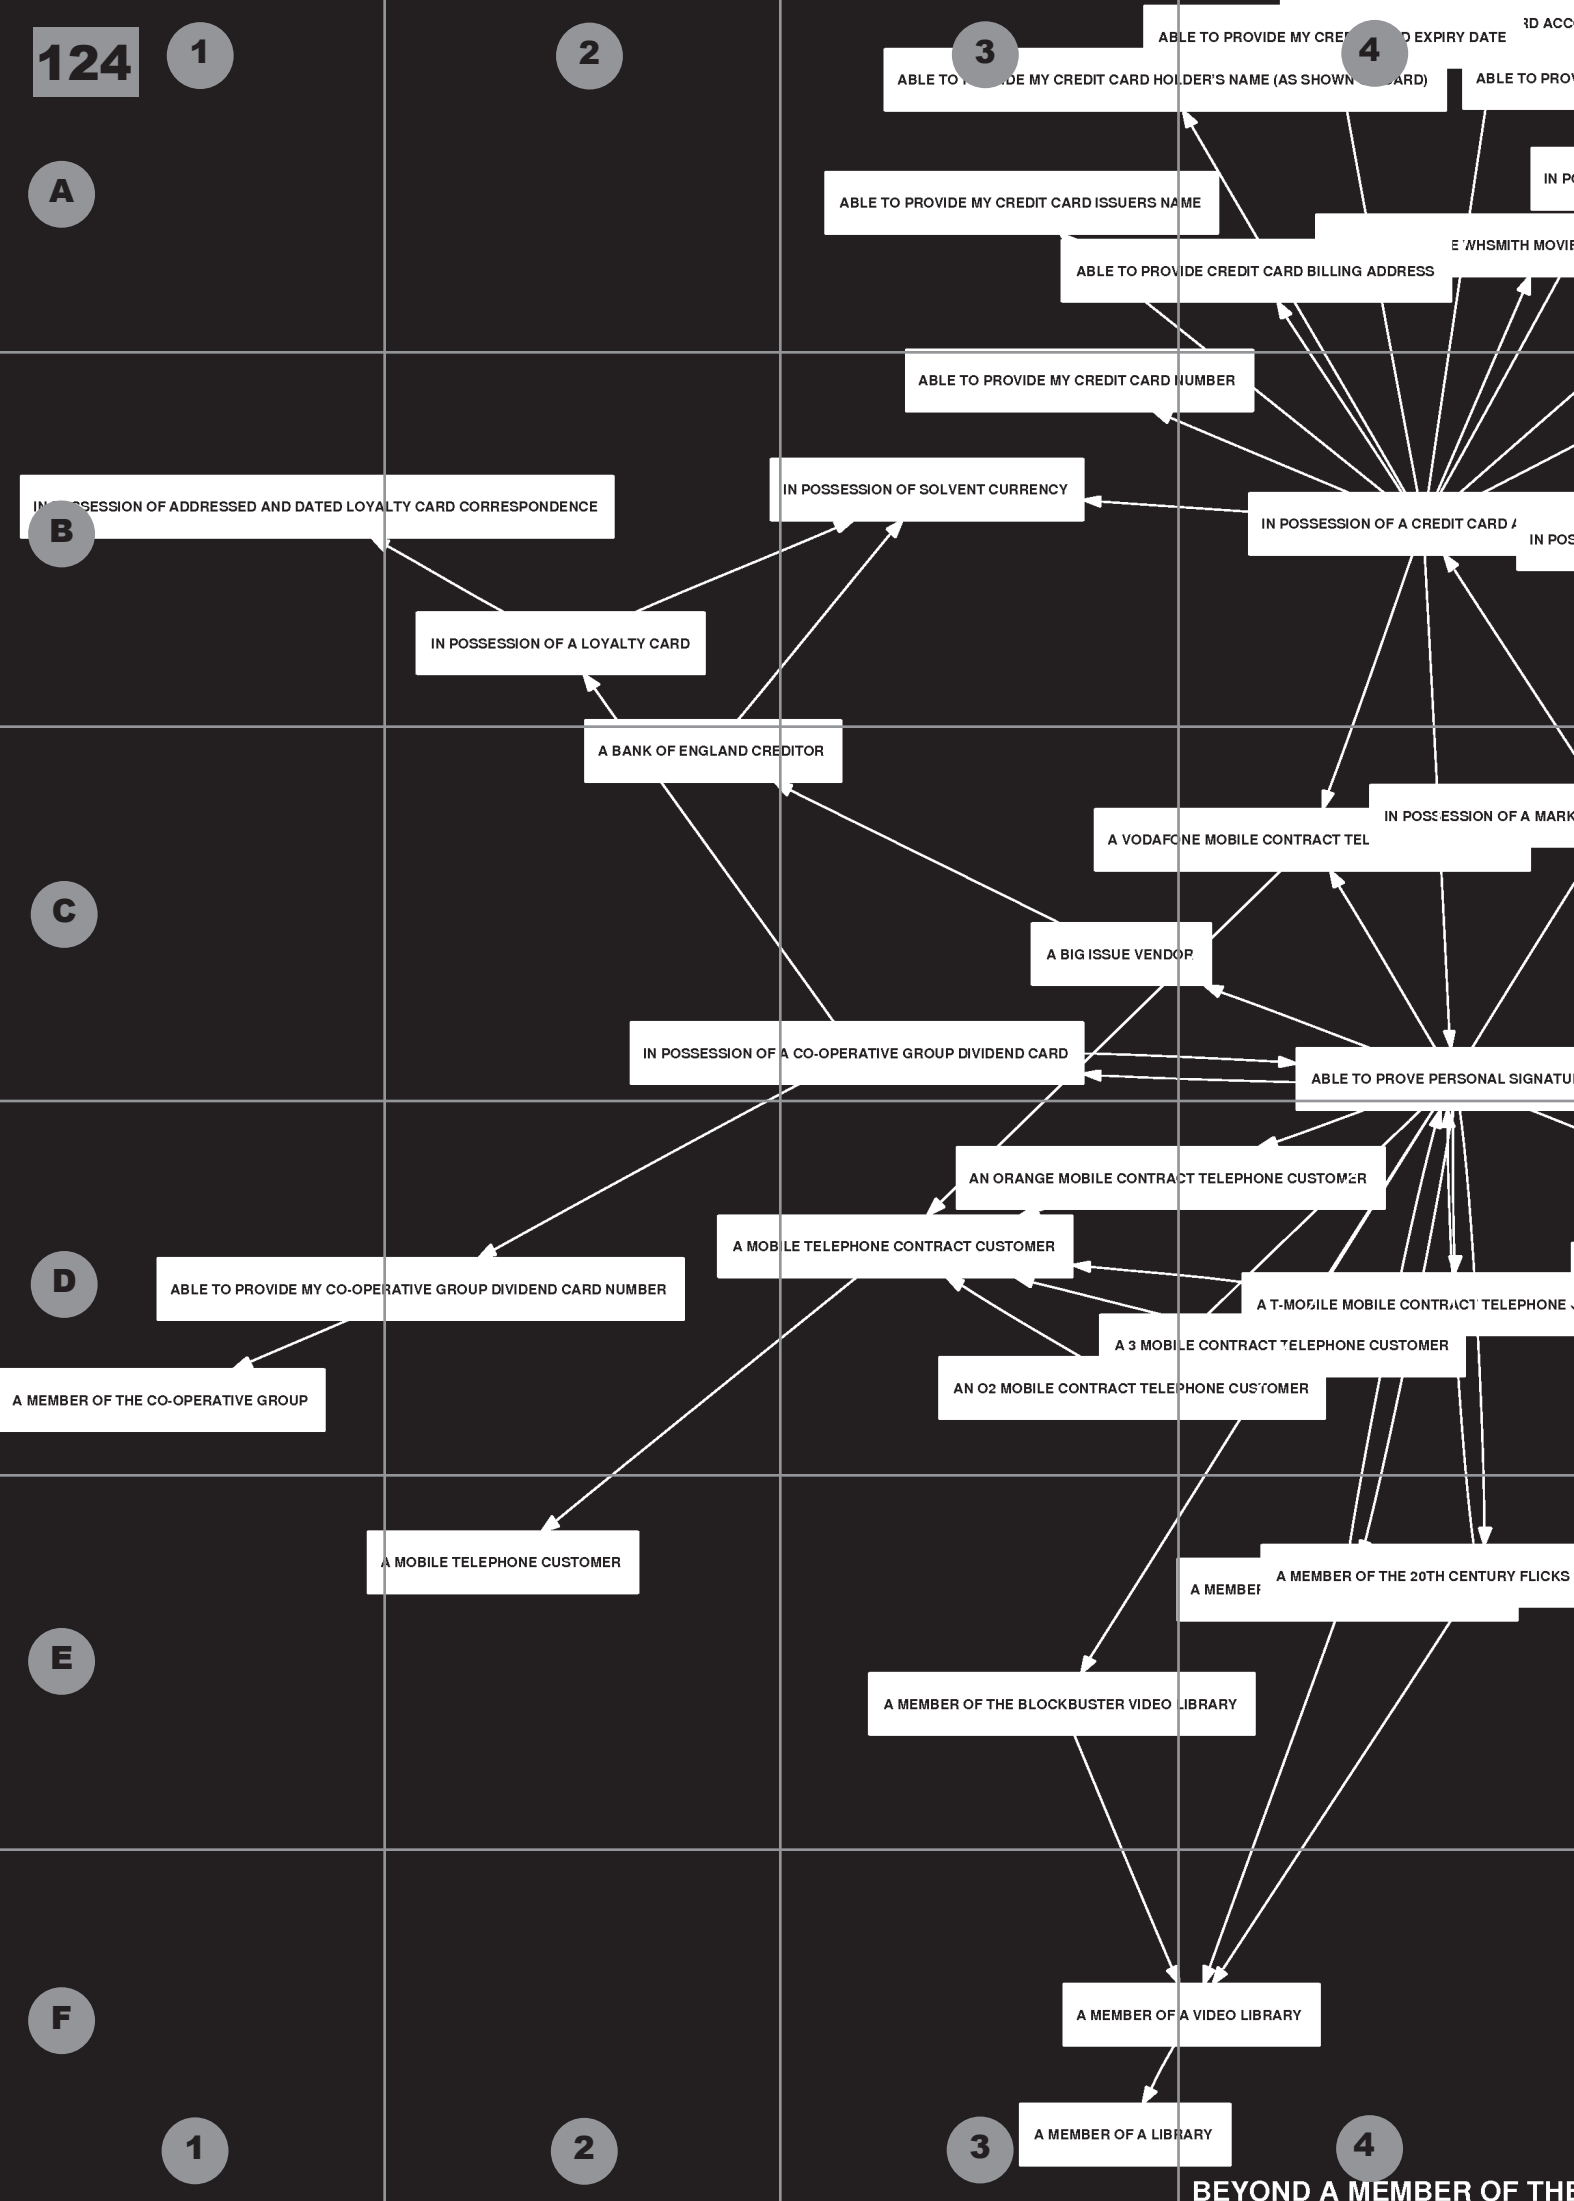 124
1
2
3
4
RD ACC
ABLE TO PROVIDE MY CRE D EXPIRY DATE
ABLE TO DE MY CREDIT CARD HOLDER'S NAME (AS SHOWN ARD)
ABLE TO PROV
A
IN PO
ABLE TO PROVIDE MY CREDIT CARD ISSUERS NAME
E WHSMITH MOVIE
ABLE TO PROVIDE CREDIT CARD BILLING ADDRESS
ABLE TO PROVIDE MY CREDIT CARD NUMBER
IN POSSESSION OF SOLVENT CURRENCY
IN SESSION OF ADDRESSED AND DATED LOYALTY CARD CORRESPONDENCE
B
IN POSSESSION OF A CREDIT CARD A
IN POS
IN POSSESSION OF A LOYALTY CARD
A BANK OF ENGLAND CREDITOR
IN POSSESSION OF A MARK
A VODAFONE MOBILE CONTRACT TEL
C
A BIG ISSUE VENDOR
IN POSSESSION OF A CO-OPERATIVE GROUP DIVIDEND CARD
ABLE TO PROVE PERSONAL SIGNATU
AN ORANGE MOBILE CONTRACT TELEPHONE CUSTOMER
A MOBILE TELEPHONE CONTRACT CUSTOMER
D
ABLE TO PROVIDE MY CO-OPERATIVE GROUP DIVIDEND CARD NUMBER
A T-MOBILE MOBILE CONTRACT TELEPHONE
A 3 MOBILE CONTRACT TELEPHONE CUSTOMER
AN O2 MOBILE CONTRACT TELEPHONE CUSTOMER
A MEMBER OF THE CO-OPERATIVE GROUP
A MOBILE TELEPHONE CUSTOMER
A MEMBER OF THE 20TH CENTURY FLICKS
A MEMBER
E
A MEMBER OF THE BLOCKBUSTER VIDEO LIBRARY
F
A MEMBER OF A VIDEO LIBRARY
A MEMBER OF A LIBRARY
1
2
3
4
BEYOND A MEMBER OF THE